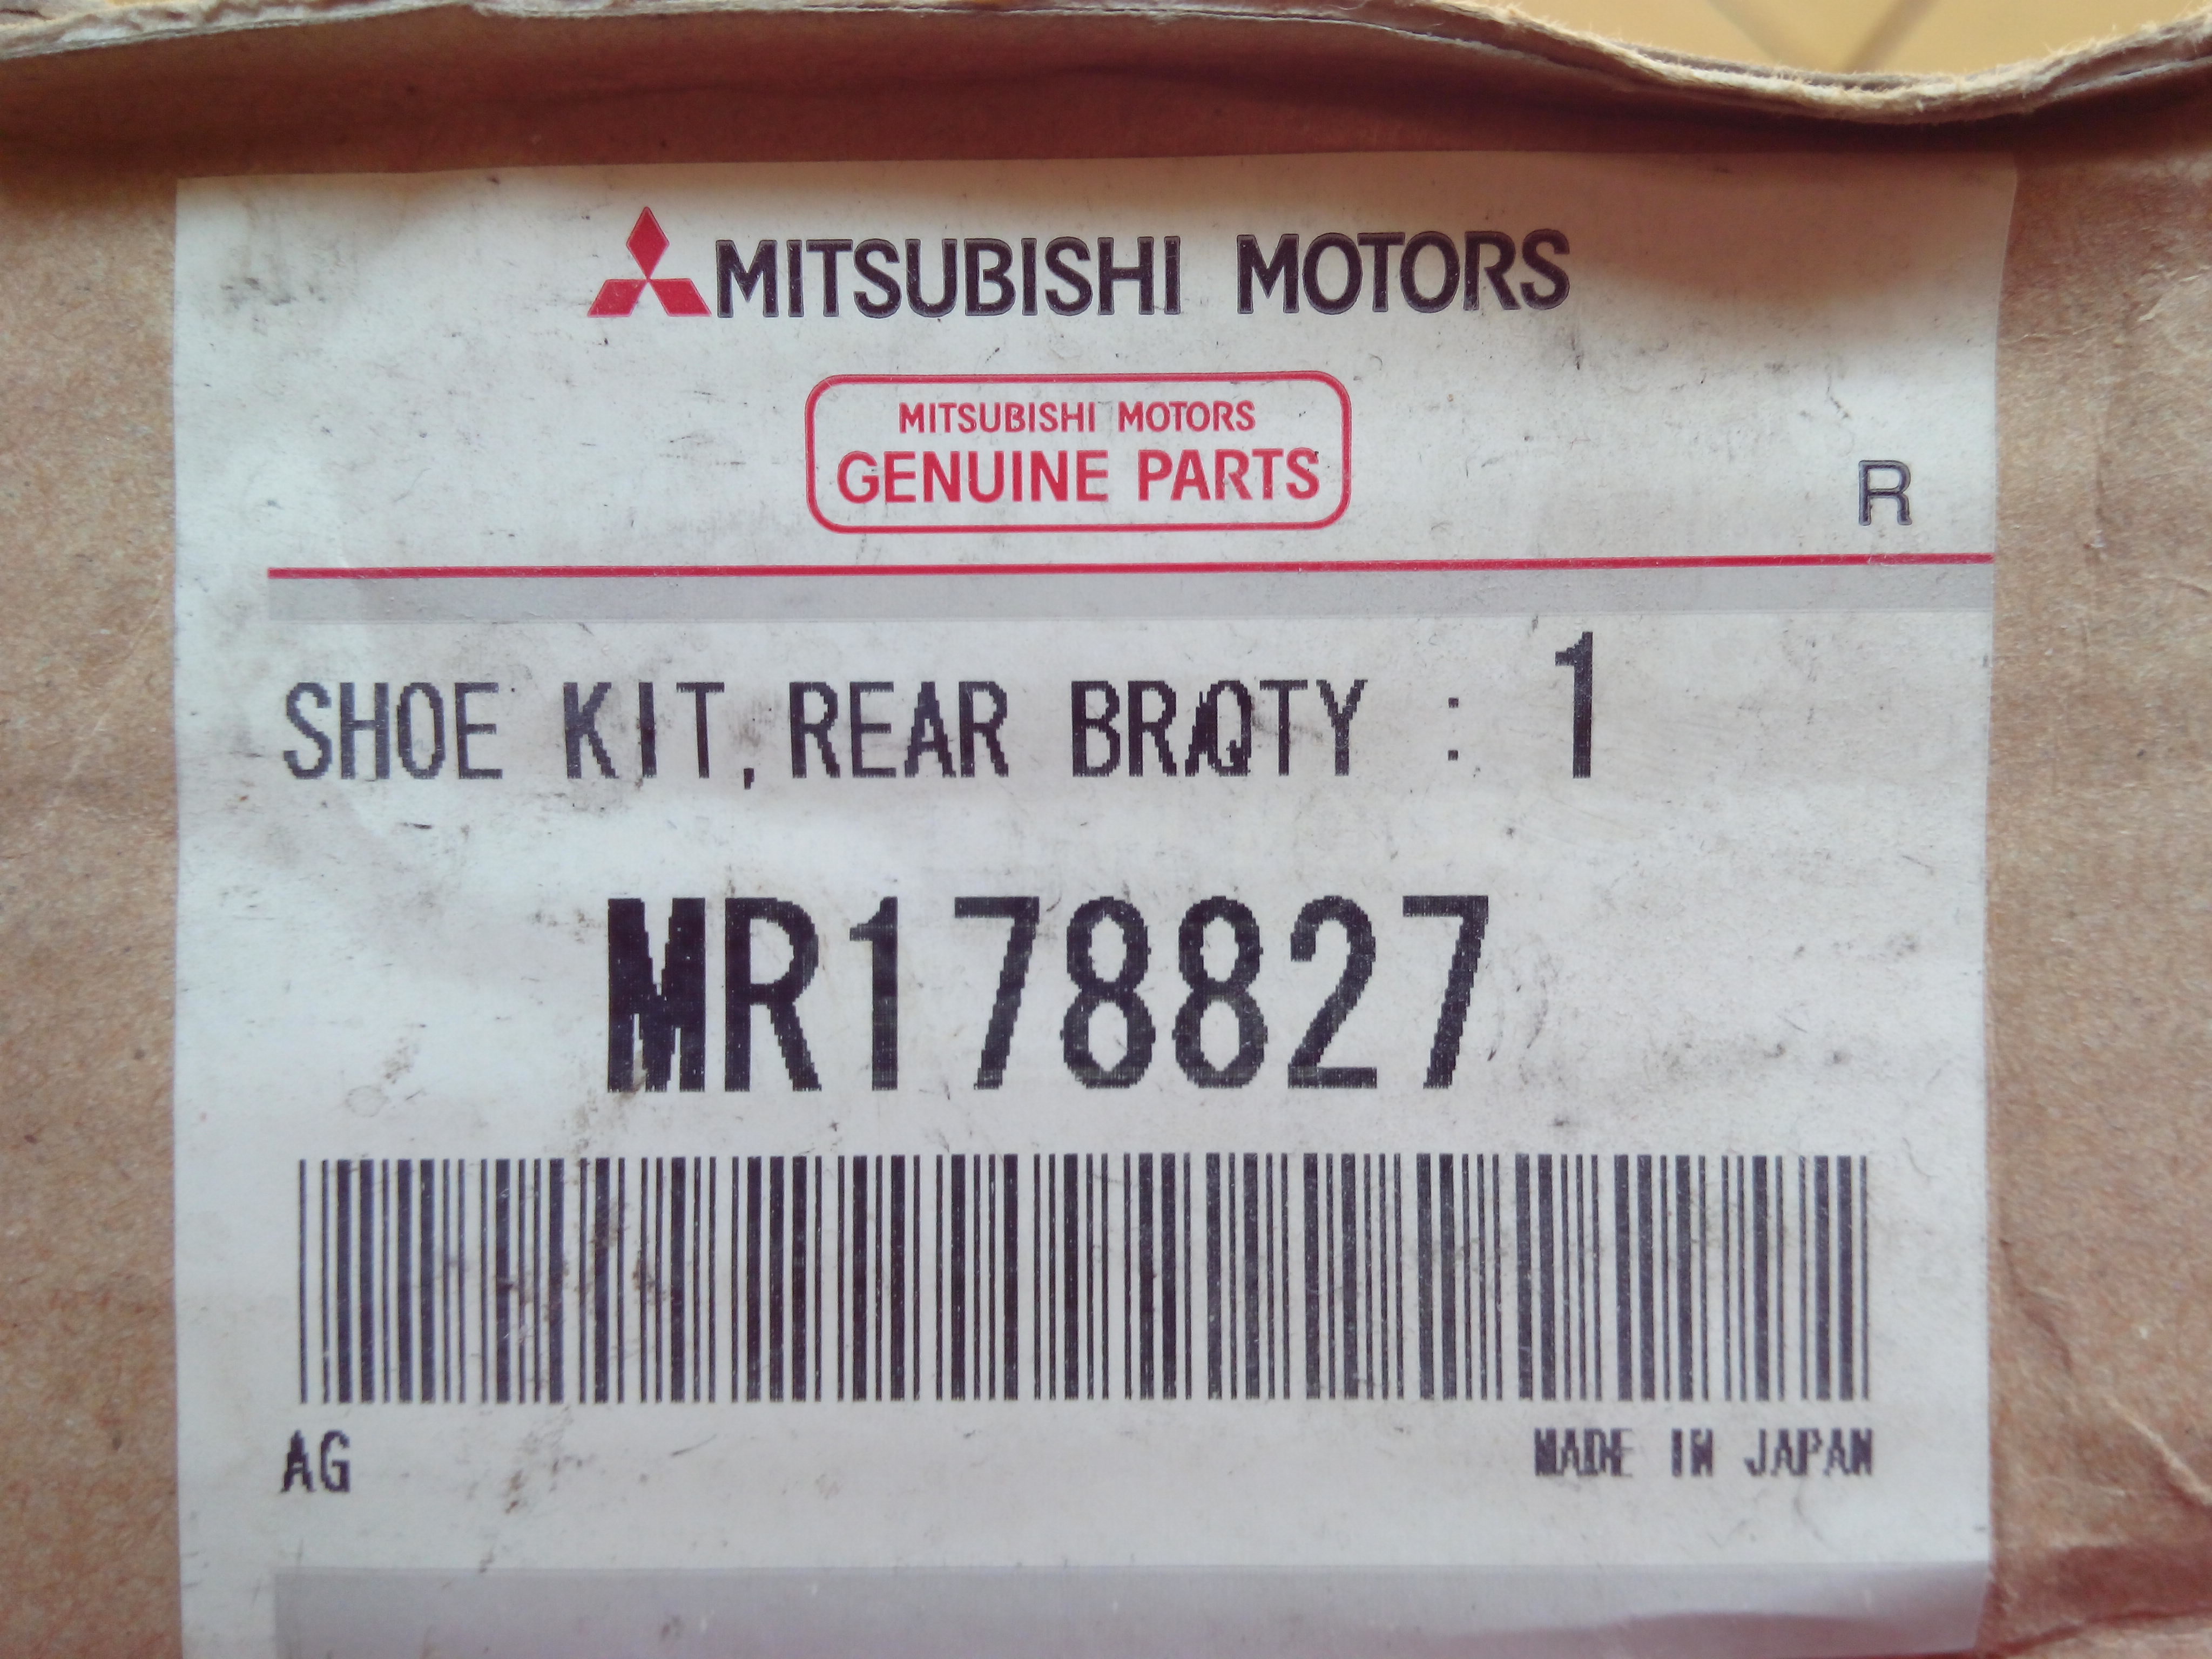 MITSUBISHI MOTORS
MITSUBISHI MOTORS
GENUINE PARTS
R
SHOE KIT,REAR BRQTY : 1
MR178827
AG
MADE IN JAPAN